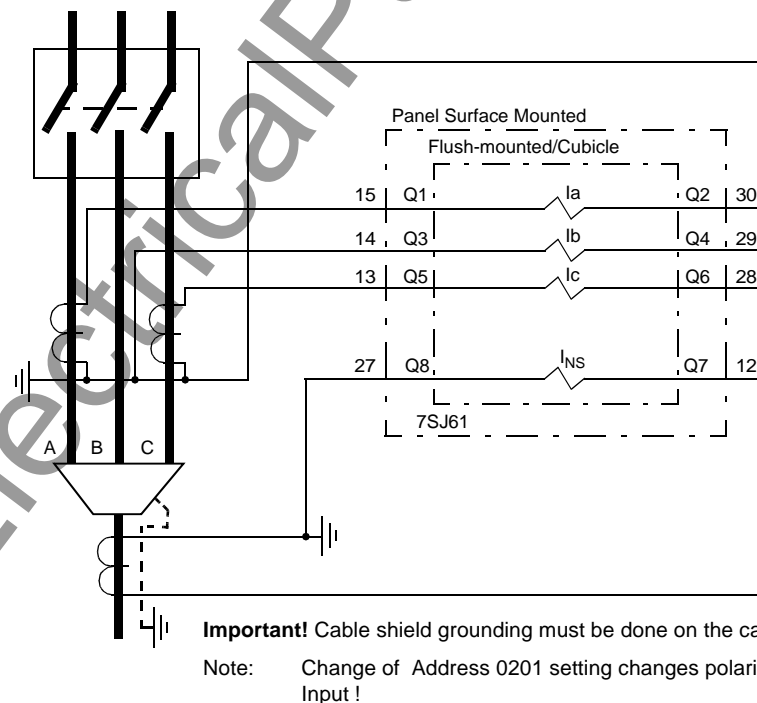 Panel Surface Mounted
Flush-mounted/Cubicle
15 Q1 Ia Q2 30
14 Q3 Ib Q4 29
13 Q5 Ic Q6 28
27 Q8 INS Q7 12
7SJ61
A B C
Important! Cable shield grounding must be done on the
Note: Change of Address 0201 setting changes
Input !